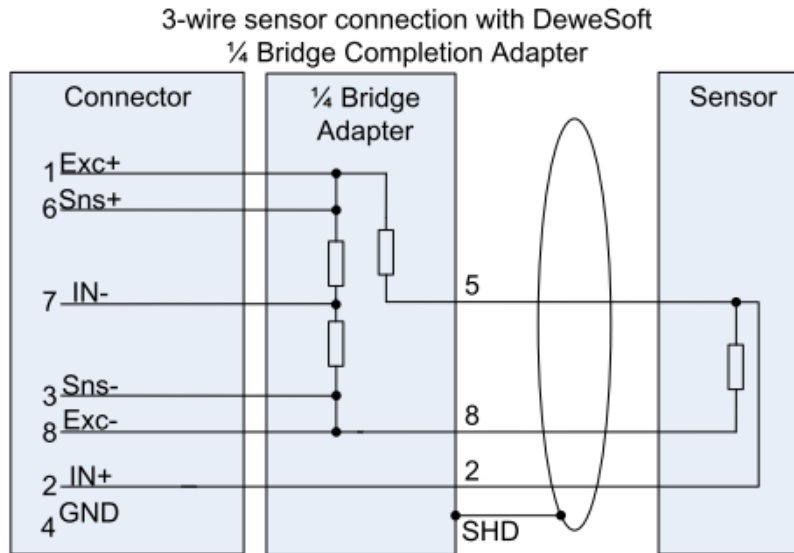 3-wire sensor connection with DeweSoft
¼ Bridge Completion Adapter
Connector
¼ Bridge
Adapter
Sensor
1 Exc+
6 Sns+
7 IN-
5
3 Sns-
8 Exc-
8
2 IN+
2
4 GND
SHD